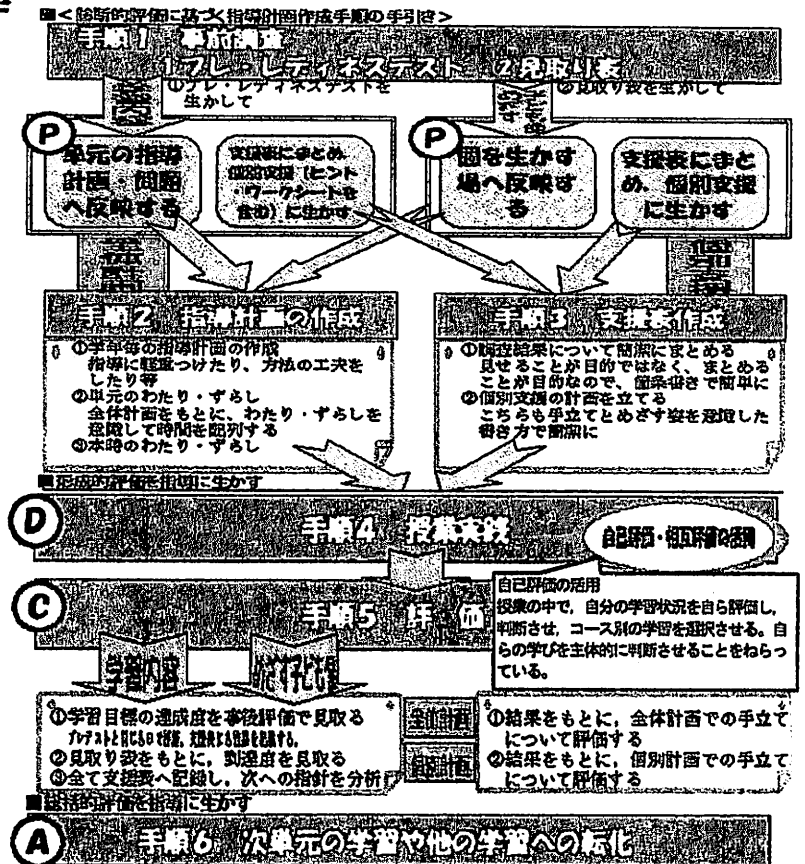 ■<診断的評価に基づく指導計画作成手順の手引き>
手順1 事前調査
1プレ・レディネステスト 2見取り表
①プレ・レディネステストを
生かして
②見取り表を生かして
P
単元の指導
計画・問題
へ反映する
支援表にまとめ、
個別支援(ヒント
・ワークシートを
含む)に生かす
P
図を生かす
場へ反映す
る
支援表にまと
め、個別支援
に生かす
手順2 指導計画の作成
①学年毎の指導計画の作成
指導に軽重つけたり、方法の工夫を
したり等
②単元のわたり・ずらし
全体計画をもとに、わたり・ずらしを
意識して時間を配列する
③本時のわたり・ずらし
手順3 支援表作成
①調査結果について簡潔にまとめる
見せることが目的ではなく、まとめる
ことが目的なので、箇条書きで簡単に
②個別支援の計画を立てる
こちらも手立てとめざす姿を意識した
書き方で簡潔に
■形成的評価を指導に生かす
D
手順4 授業実践
自己評価・相互評価の活用
C
手順5 評 価
自己評価の活用
授業の中で，自分の学習状況を自ら評価し，
判断させ，コース別の学習を選択させる。自
らの学びを主体的に判断させることをねらっ
ている。
学習内容
めざす子ども像
①学習目標の達成度を事後評価で見取る
②見取り表をもとに，到達度を見取る
③全て支援表へ記録し，次への指針を分析
全体計画
個別計画
①結果をもとに，全体計画での手立て
について評価する
②結果をもとに，個別計画での手立て
について評価する
■総括的評価を指導に生かす
A
手順6 次単元の学習や他の学習への転化